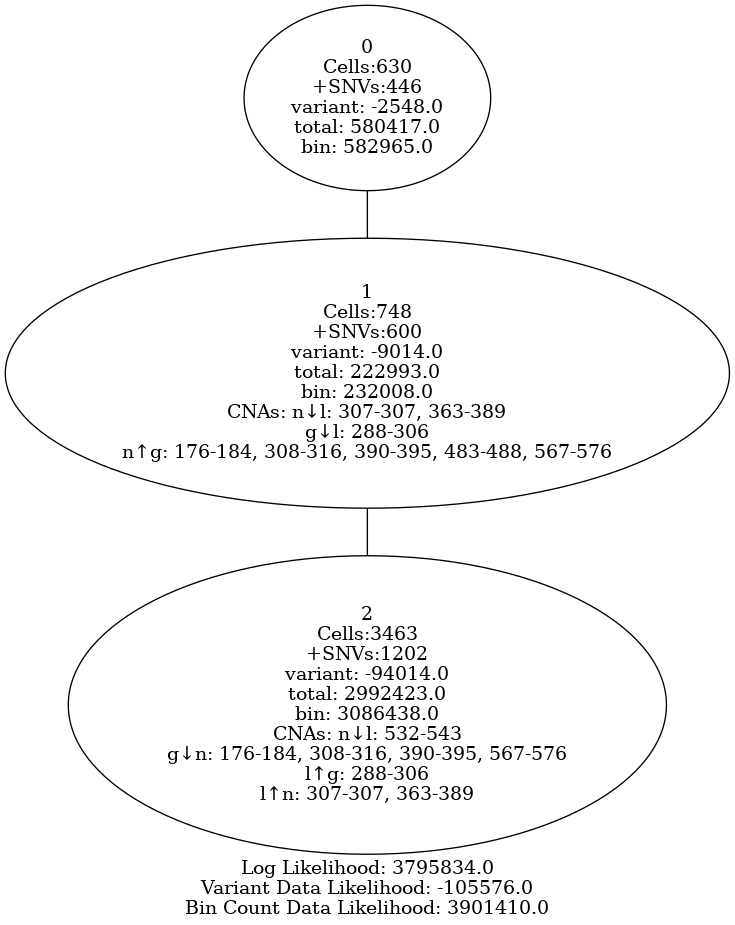 0
Cells:630
+SNVs:446
variant: -2548.0
total: 580417.0
bin: 582965.0
1
Cells:748
+SNVs:600
variant: -9014.0
total: 222993.0
bin: 232008.0
CNAs: n↓l: 307-307, 363-389
g↓l: 288-306
n↑g: 176-184, 308-316, 390-395, 483-488, 567-576
2
Cells:3463
+SNVs:1202
variant: -94014.0
total: 2992423.0
bin: 3086438.0
CNAs: n↓l: 532-543
g↓n: 176-184, 308-316, 390-395, 567-576
l↑g: 288-306
l↑n: 307-307, 363-389
Log Likelihood: 3795834.0
Variant Data Likelihood: -105576.0
Bin Count Data Likelihood: 3901410.0